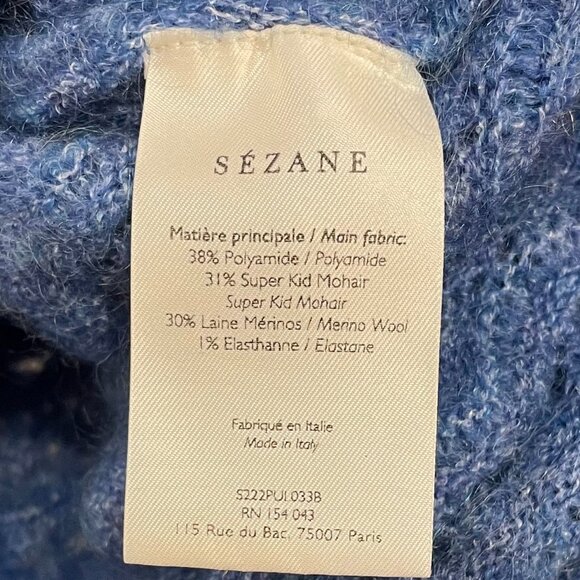 SÉZANE
Matière principale / Main fabric:
38% Polyamide / Polyamide
31% Super Kid Mohair
Super Kid Mohair
30% Laine Mérinos / Merino Wool
1% Elasthanne / Elastane
Fabriqué en Italie
Made in Italy
S222PUL033B
RN 154 043
115 Rue du Bac, 75007 Paris